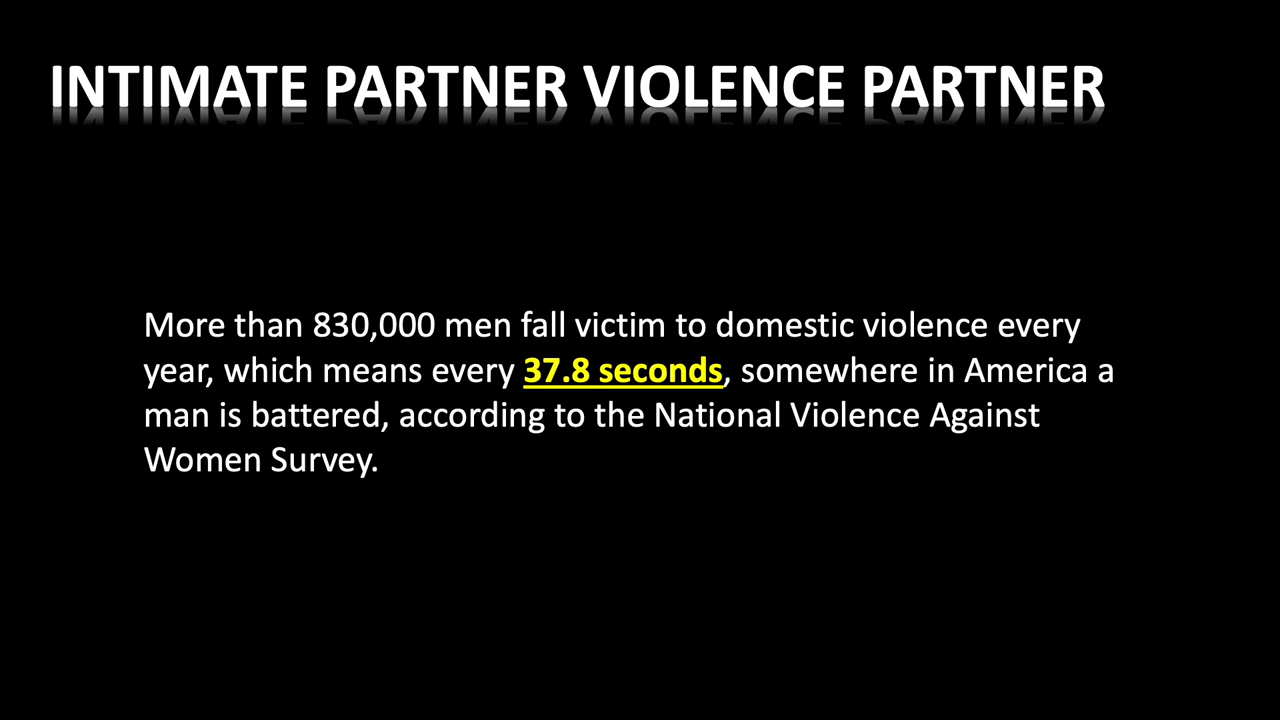 INTIMATE PARTNER VIOLENCE PARTNER
More than 830,000 men fall victim to domestic violence every
year, which means every 37.8 seconds, somewhere in America a
man is battered, according to the National Violence Against
Women Survey.